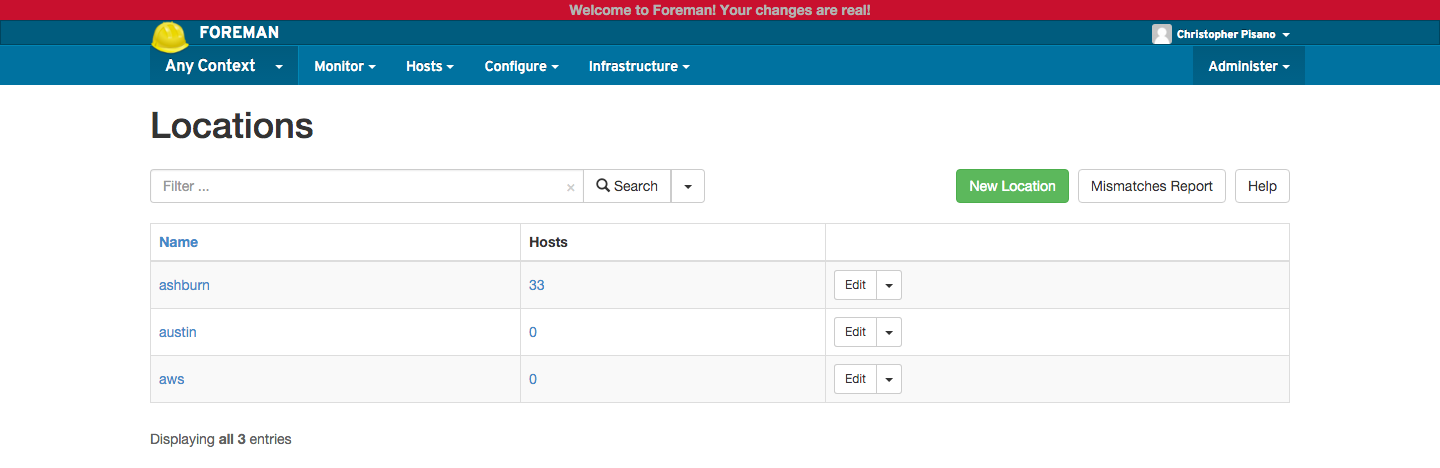 Welcome to Foreman! Your changes are real!
FOREMAN
Christopher Pisano
Any Context Monitor Hosts Configure Infrastructure Administer
Locations
Filter ... × Search New Location Mismatches Report Help
Name Hosts
ashburn 33 Edit
austin 0 Edit
aws 0 Edit
Displaying all 3 entries